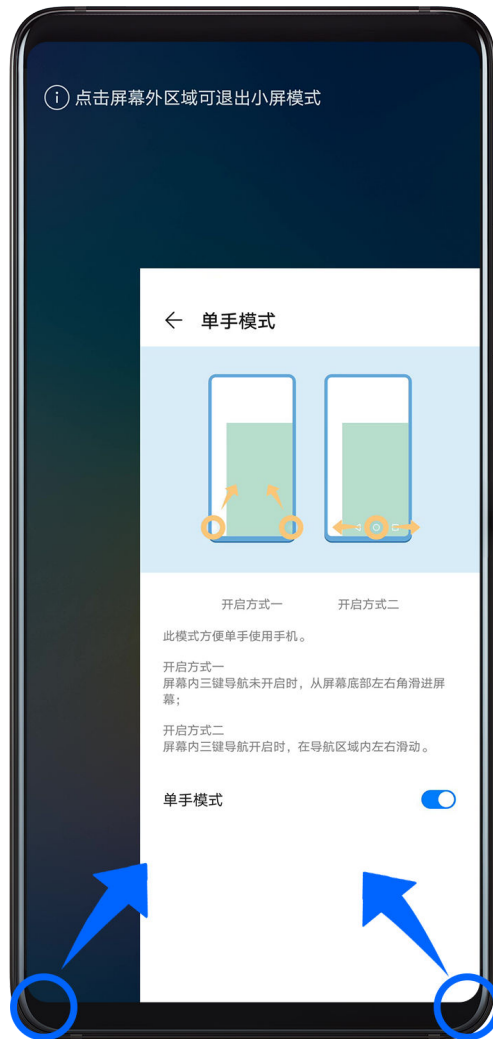 点击屏幕外区域可退出小屏模式
单手模式
开启方式一 开启方式二
此模式方便单手使用手机。
开启方式一
屏幕内三键导航未开启时，从屏幕底部左右角滑进屏
幕；
开启方式二
屏幕内三键导航开启时，在导航区域内左右滑动。
单手模式